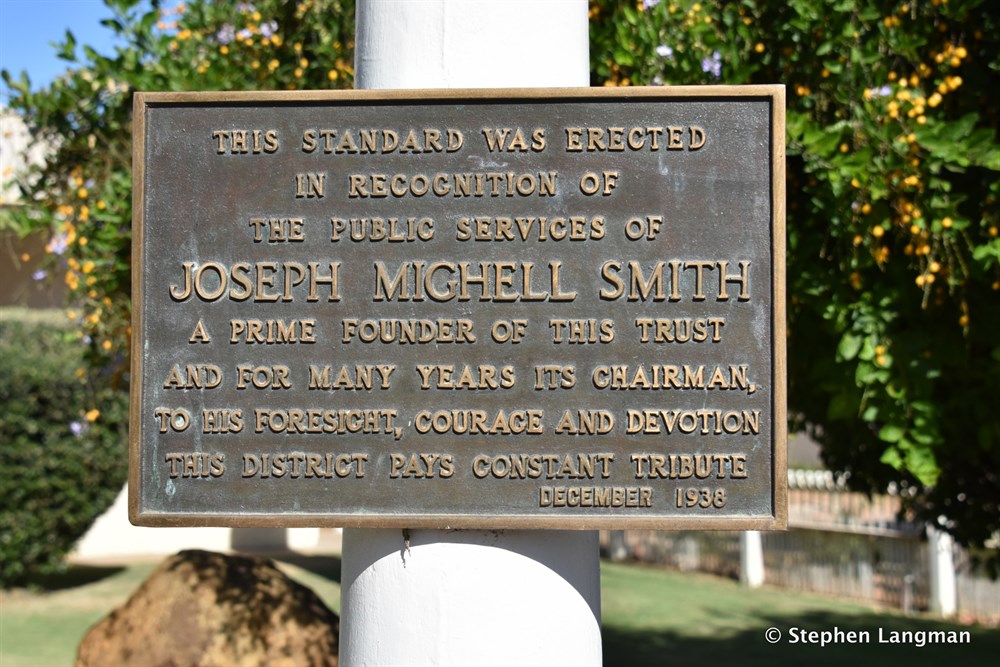 THIS STANDARD WAS ERECTED
IN RECOGNITION OF
THE PUBLIC SERVICES OF
JOSEPH MIGHELL SMITH
A PRIME FOUNDER OF THIS TRUST
AND FOR MANY YEARS ITS CHAIRMAN,
TO HIS FORESIGHT, COURAGE AND DEVOTION
THIS DISTRICT PAYS CONSTANT TRIBUTE
DECEMBER 1938
© Stephen Langman